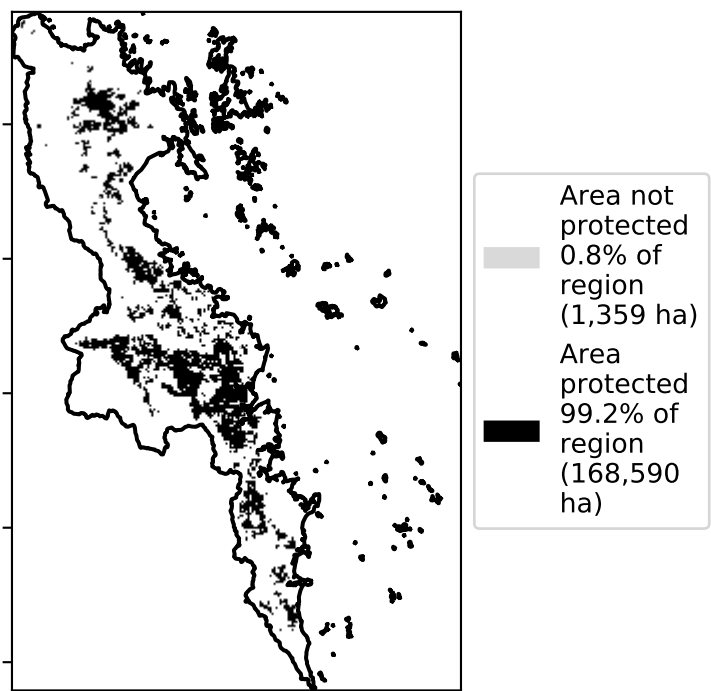 Area not
protected
0.8% of
region
(1,359 ha)
Area
protected
99.2% of
region
(168,590
ha)